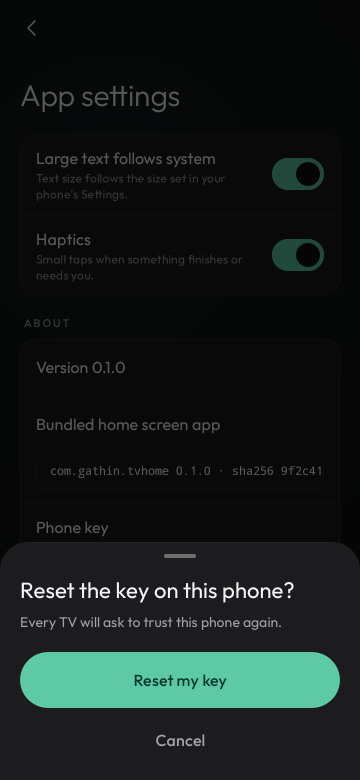 App settings
Large text follows system
Text size follows the size set in your
phone's Settings.
Haptics
Small taps when something finishes or
needs you.
ABOUT
Version 0.1.0
Bundled home screen app
com.gathin.tvhome 0.1.0 · sha256 9f2c41
Phone key
Reset the key on this phone?
Every TV will ask to trust this phone again.
Reset my key
Cancel